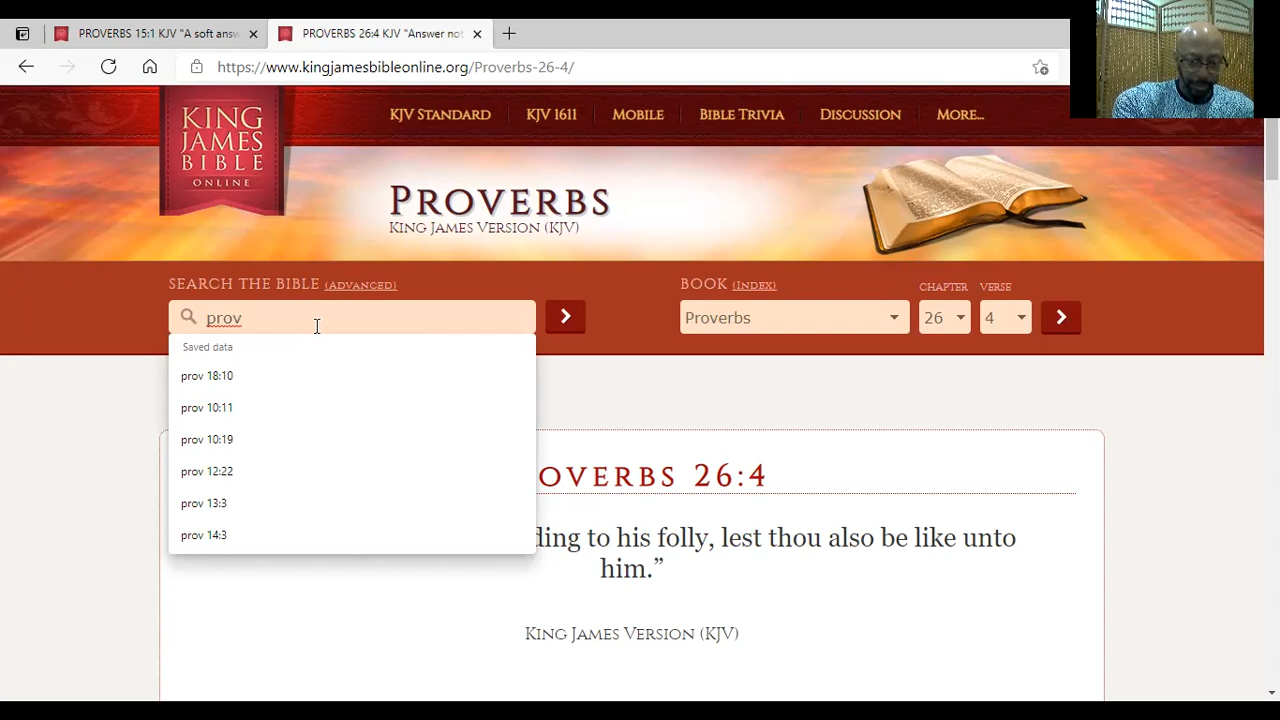 PROVERBS 15:1 KJV "A soft answ
PROVERBS 26:4 KJV "Answer not
https://www.kingjamesbibleonline.org/Proverbs-26-4/
KING
JAMES
BIBLE
ONLINE
KJV STANDARD
KJV 1611
MOBILE
BIBLE TRIVIA
DISCUSSION
MORE...
PROVERBS
KING JAMES VERSION (KJV)
SEARCH THE BIBLE (ADVANCED)
BOOK (INDEX)
CHAPTER
VERSE
prov
Proverbs
26
4
Saved data
prov 18:10
prov 10:11
prov 10:19
prov 12:22
prov 13:3
prov 14:3
OVERBS 26:4
ding to his folly, lest thou also be like unto
him.”
KING JAMES VERSION (KJV)